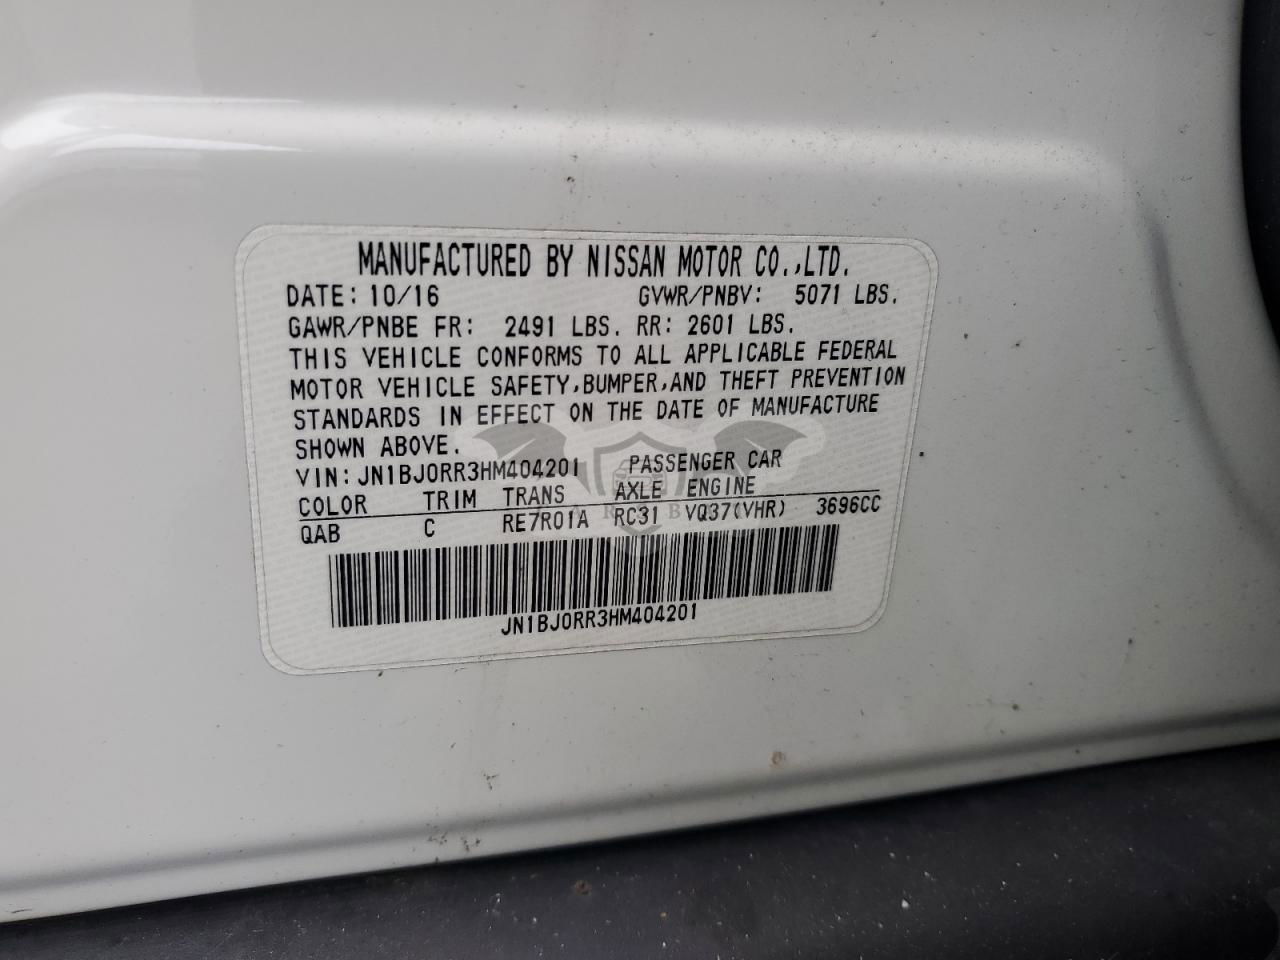 MANUFACTURED BY NISSAN MOTOR CO.,LTD.
DATE: 10/16 GVWR/PNBV: 5071 LBS.
GAWR/PNBE FR: 2491 LBS. RR: 2601 LBS.
THIS VEHICLE CONFORMS TO ALL APPLICABLE FEDERAL
MOTOR VEHICLE SAFETY,BUMPER,AND THEFT PREVENTION
STANDARDS IN EFFECT ON THE DATE OF MANUFACTURE
SHOWN ABOVE.
VIN: JN1BJ0RR3HM404201 PASSENGER CAR
COLOR TRIM TRANS AXLE ENGINE
QAB C RE7R01A RC31 VQ37(VHR) 3696CC
JN1BJ0RR3HM404201